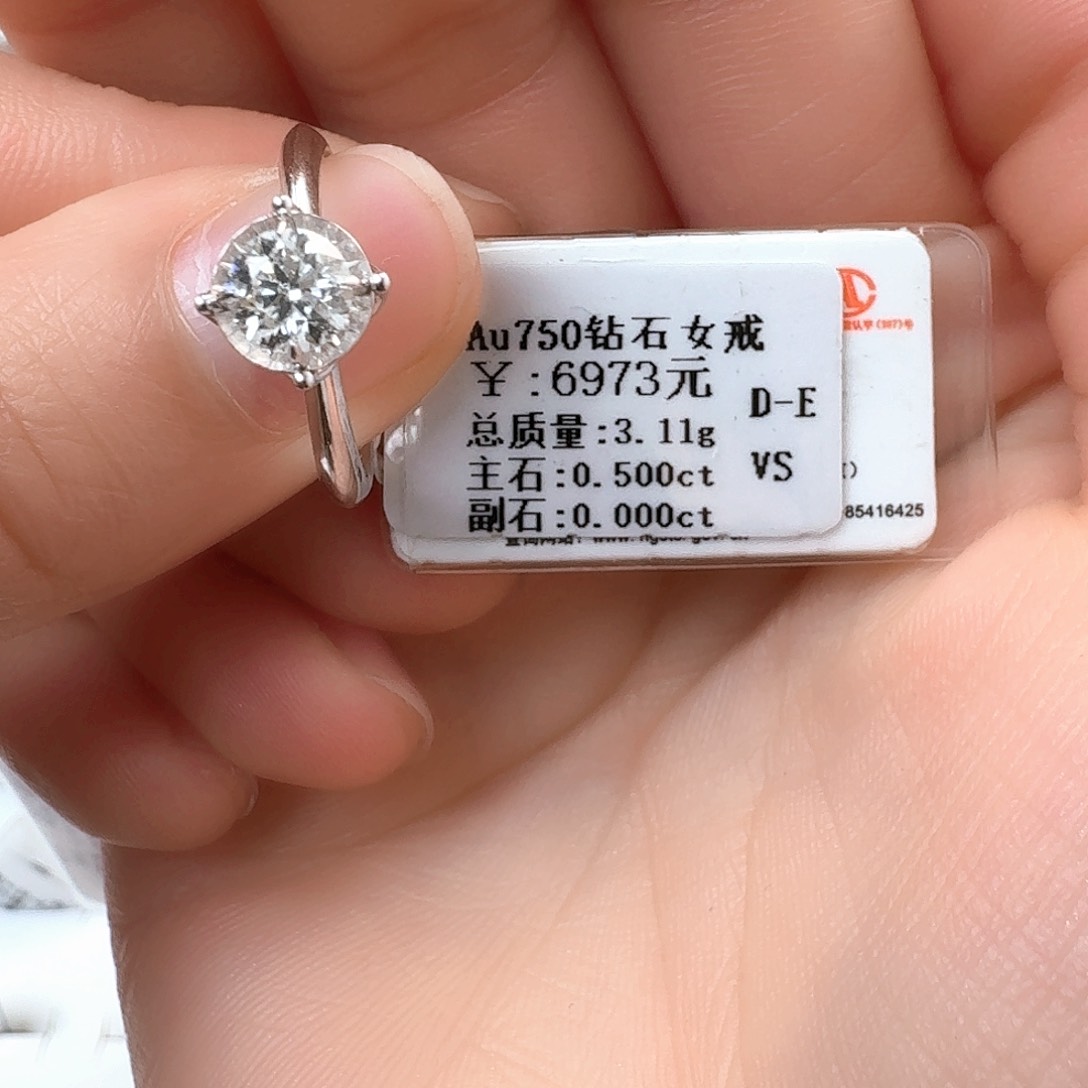 Au750钻石女戒
¥:6973元
总质量:3.11g
主石:0.500ct
副石:0.000ct
D-E
VS
85416425